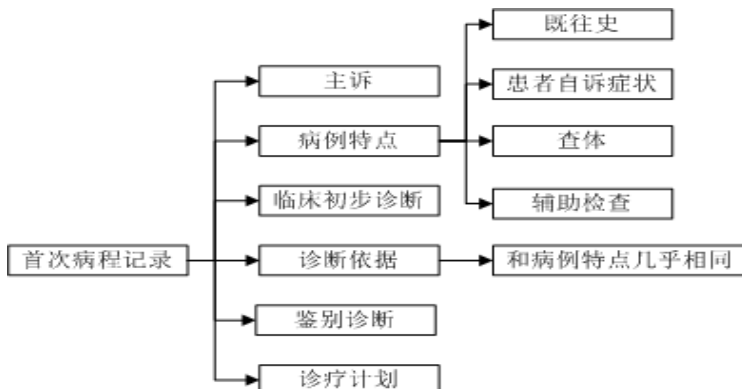 既往史
主诉
患者自诉症状
病例特点
查体
临床初步诊断
辅助检查
首次病程记录
诊断依据
和病例特点几乎相同
鉴别诊断
诊疗计划